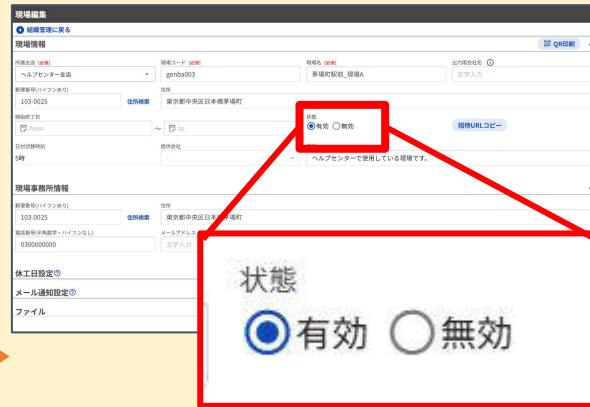 現場編集
組織管理に戻る
現場情報
QR印刷
所属支店 (必須) 現場コード (必須) 現場名 (必須) 出力用会社名
ヘルプセンター支店 genba003 茅場町駅前_現場A 文字入力
郵便番号(ハイフンあり) 住所
103-0025 住所検索 東京都中央区日本橋茅場町
開始終了日 状態
from ~ to 有効 無効 招待URLコピー
日付切替時刻 提供会社
5時 - ヘルプセンターで使用している現場です。
現場事務所情報
郵便番号(ハイフンあり) 住所
103-0025 住所検索 東京都中央区日本橋茅場町
電話番号(半角数字・ハイフンなし) メールアドレス
0300000000 文字入力
休工日設定
メール通知設定
ファイル
状態
有効 無効